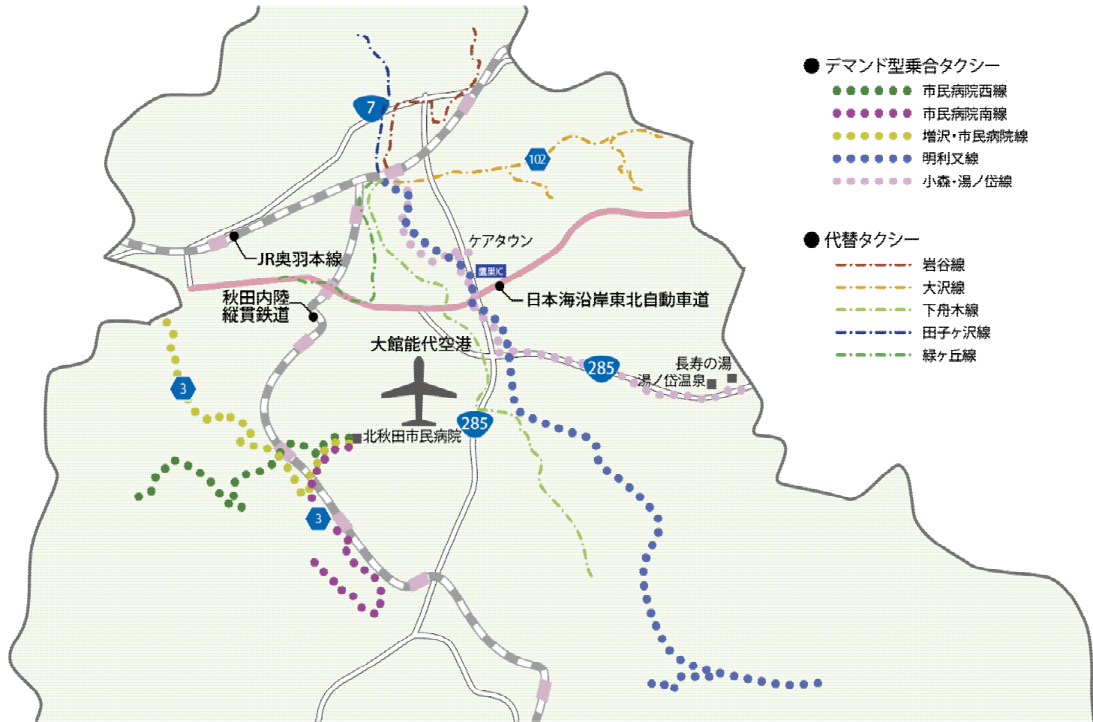 ● デマンド型乗合タクシー
市民病院西線
市民病院南線
増沢・市民病院線
明利又線
小森・湯ノ岱線
● 代替タクシー
岩谷線
大沢線
下舟木線
田子ヶ沢線
緑ヶ丘線
7
102
ケアタウン
JR奥羽本線
鷹巣IC
日本海沿岸東北自動車道
秋田内陸
縦貫鉄道
大館能代空港
285
長寿の湯
湯ノ岱温泉
3
285
北秋田市民病院
3